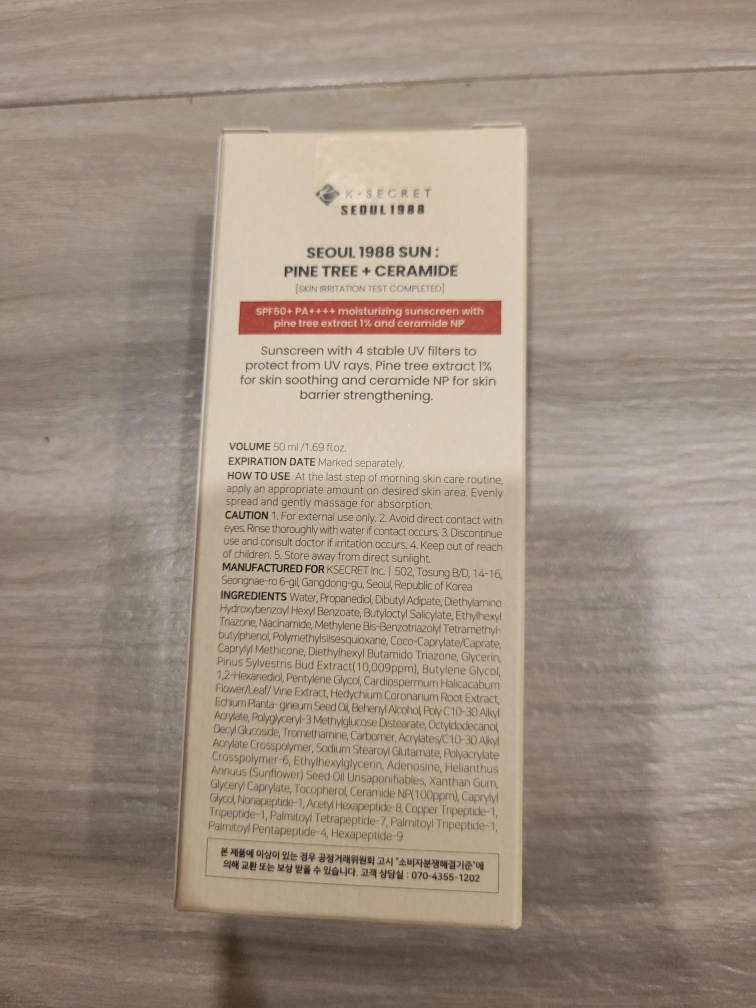 K-SECRET
SEOUL 1988
SEOUL 1988 SUN :
PINE TREE + CERAMIDE
[SKIN IRRITATION TEST COMPLETED]
SPF50+ PA++++ moisturizing sunscreen with
pine tree extract 1% and ceramide NP
Sunscreen with 4 stable UV filters to
protect from UV rays. Pine tree extract 1%
for skin soothing and ceramide NP for skin
barrier strengthening.
VOLUME 50 ml /1.69 fl.oz.
EXPIRATION DATE Marked separately.
HOW TO USE At the last step of morning skin care routine,
apply an appropriate amount on desired skin area. Evenly
spread and gently massage for absorption.
CAUTION 1. For external use only. 2. Avoid direct contact with
eyes. Rinse thoroughly with water if contact occurs. 3. Discontinue
use and consult doctor if irritation occurs. 4. Keep out of reach
of children. 5. Store away from direct sunlight.
MANUFACTURED FOR KSECRET Inc. | 502, Tosung B/D, 14-16,
Seongnae-ro 6-gil, Gangdong-gu, Seoul, Republic of Korea
INGREDIENTS Water, Propanediol, Dibutyl Adipate, Diethylamino
Hydroxybenzoyl Hexyl Benzoate, Butyloctyl Salicylate, Ethylhexyl
Triazone, Niacinamide, Methylene Bis-Benzotriazolyl Tetramethyl-
butylphenol, Polymethylsilsesquioxane, Coco-Caprylate/Caprate,
Caprylyl Methicone, Diethylhexyl Butamido Triazone, Glycerin,
Pinus Sylvestris Bud Extract(10,009ppm), Butylene Glycol,
1,2-Hexanediol, Pentylene Glycol, Cardiospermum Halicacabum
Flower/Leaf/ Vine Extract, Hedychium Coronarium Root Extract,
Echium Planta- gineum Seed Oil, Behenyl Alcohol, Poly C10-30 Alkyl
Acrylate, Polyglyceryl-3 Methylglucose Distearate, Octyldodecanol,
Decyl Glucoside, Tromethamine, Carbomer, Acrylates/C10-30 Alkyl
Acrylate Crosspolymer, Sodium Stearoyl Glutamate, Polyacrylate
Crosspolymer-6, Ethylhexylglycerin, Adenosine, Helianthus
Annuus (Sunflower) Seed Oil Unsaponifiables, Xanthan Gum,
Glyceryl Caprylate, Tocopherol, Ceramide NP(100ppm), Caprylyl
Glycol, Nonapeptide-1, Acetyl Hexapeptide-8, Copper Tripeptide-1,
Tripeptide-1, Palmitoyl Tetrapeptide-7, Palmitoyl Tripeptide-1,
Palmitoyl Pentapeptide-4, Hexapeptide-9
본 제품에 이상이 있는 경우 공정거래위원회 고시 "소비자분쟁해결기준"에
의해 교환 또는 보상 받을 수 있습니다. 고객 상담실 : 070-4355-1202